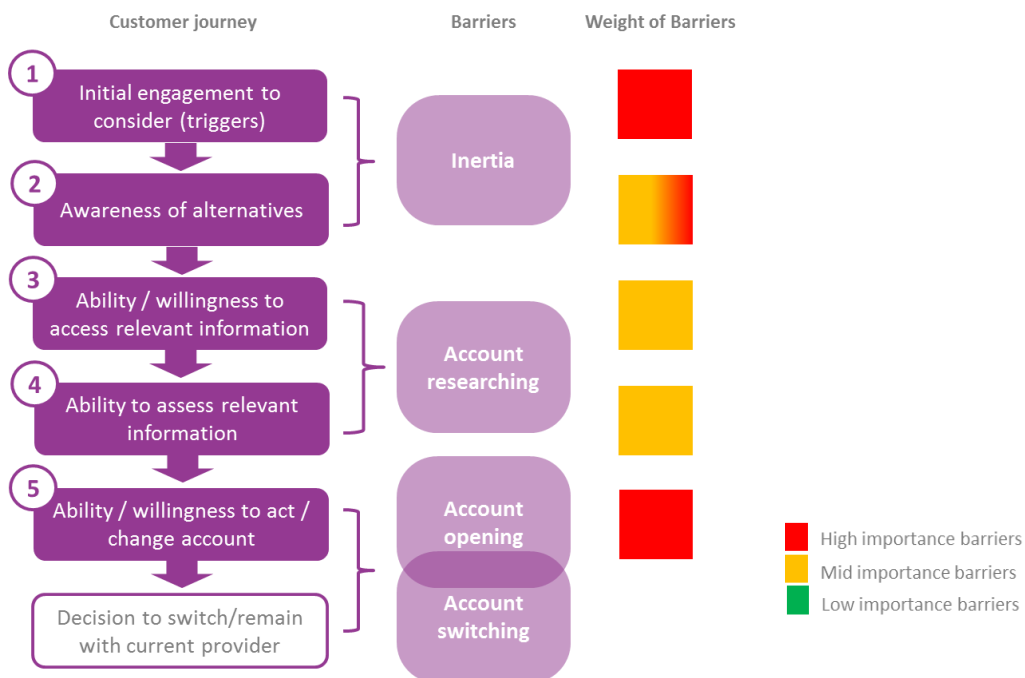 Customer journey
Barriers
Weight of Barriers
1
Initial engagement to
consider (triggers)
Inertia
2
Awareness of alternatives
3
Ability / willingness to
access relevant information
Account
researching
4
Ability to assess relevant
information
5
Ability / willingness to act /
change account
Account
opening
Decision to switch/remain
with current provider
Account
switching
High importance barriers
Mid importance barriers
Low importance barriers